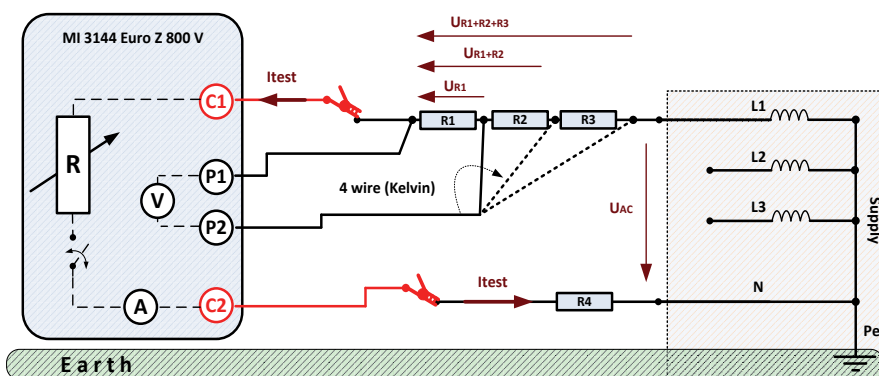 MI 3144 Euro Z 800 V
UR1+R2+R3
UR1+R2
UR1
Itest
C1
R1
R2
R3
L1
R
P1
V
P2
4 wire (Kelvin)
UAC
L2
L3
Supply
Itest
C2
A
R4
N
Pe
Earth